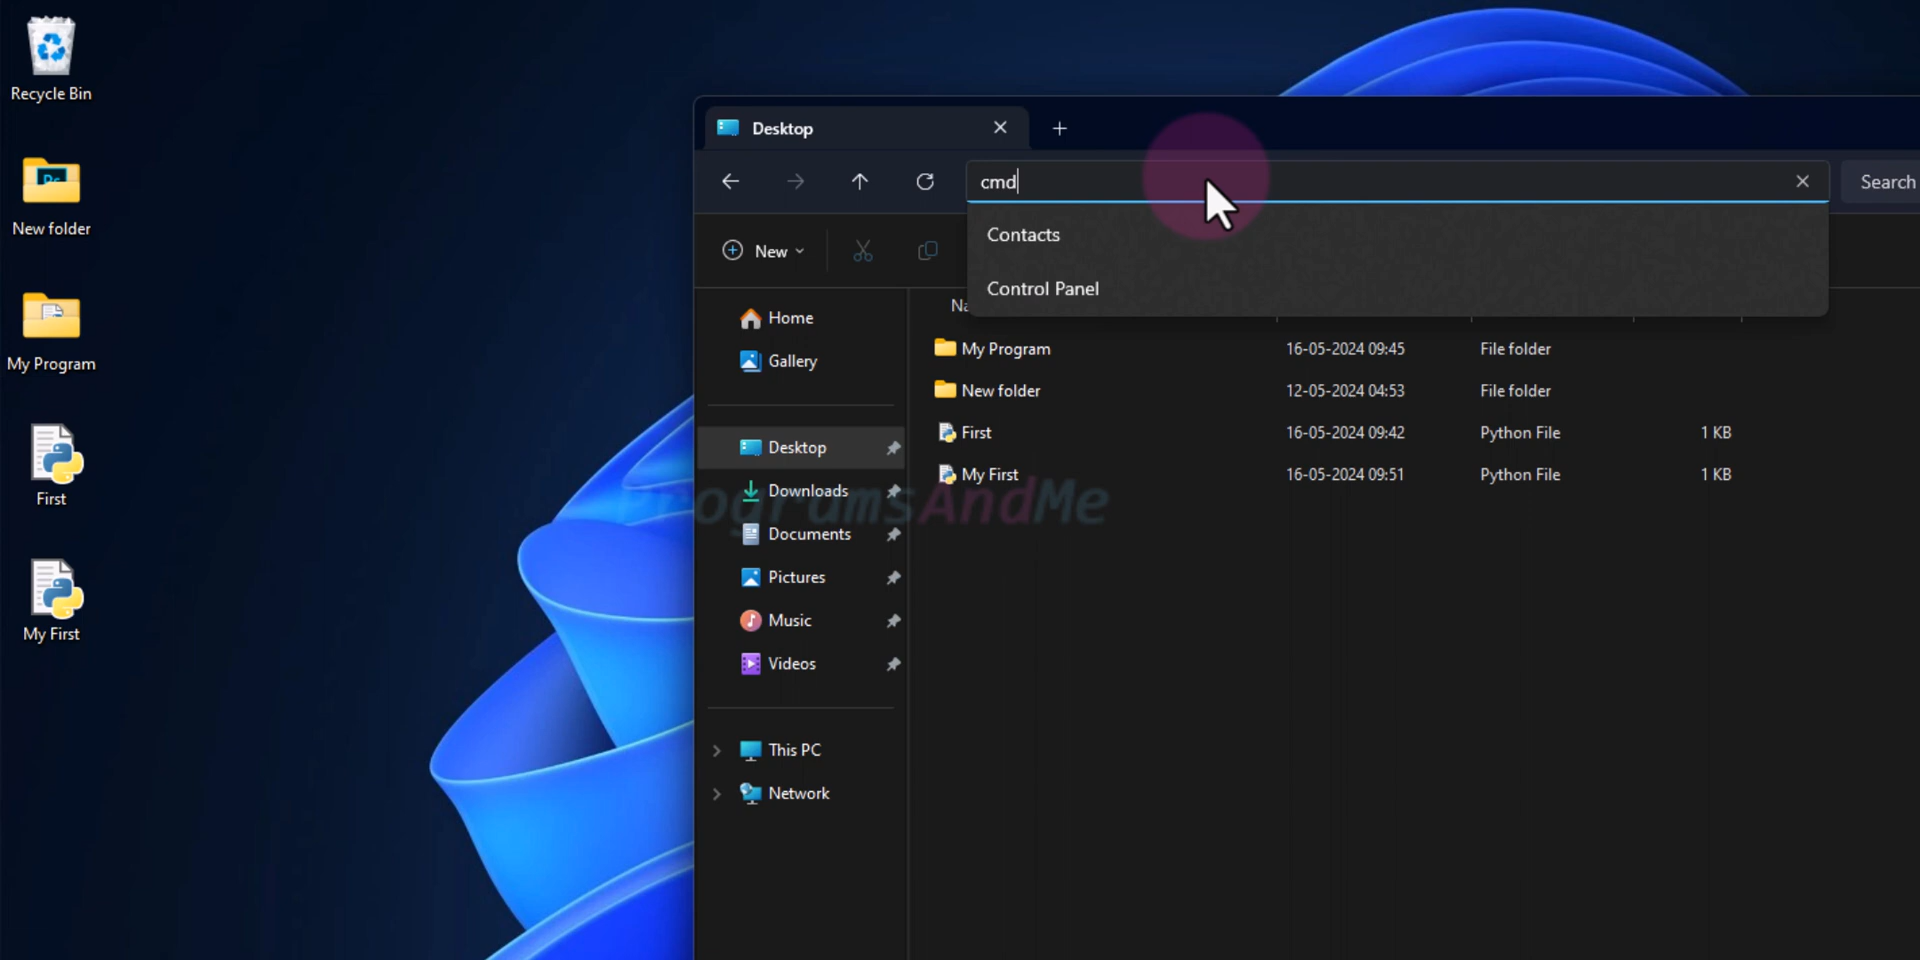 Recycle Bin
New folder
My Program
First
My First
Desktop
cmd
Search
Contacts
Control Panel
New
Home
Gallery
Desktop
Downloads
Documents
Pictures
Music
Videos
This PC
Network
My Program 16-05-2024 09:45 File folder
New folder 12-05-2024 04:53 File folder
First 16-05-2024 09:42 Python File 1 KB
My First 16-05-2024 09:51 Python File 1 KB
ProgramsAndMe